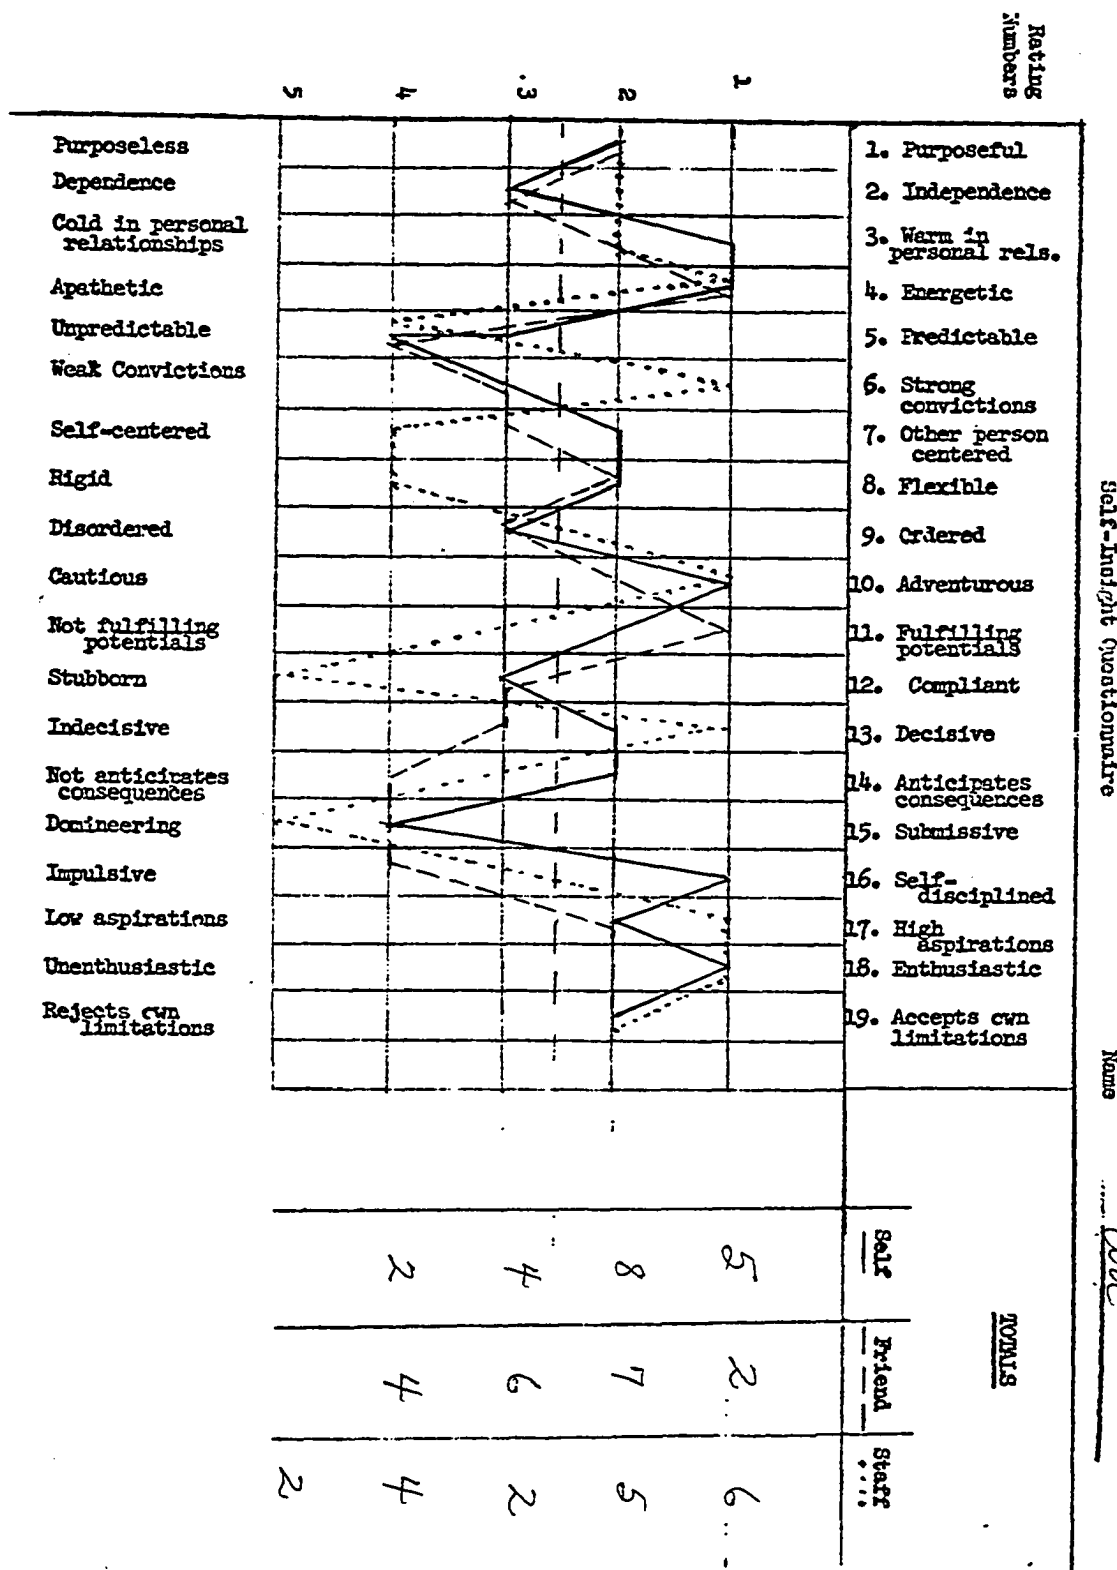 Self-Insight Questionnaire
Name
Rating
Numbers
1
2
.3
4
5
Purposeless
1. Purposeful
Dependence
2. Independence
Cold in personal
relationships
3. Warm in
personal rels.
Apathetic
4. Energetic
Unpredictable
5. Predictable
Weak Convictions
6. Strong
convictions
Self-centered
7. Other person
centered
Rigid
8. Flexible
Disordered
9. Ordered
Cautious
10. Adventurous
Not fulfilling
potentials
11. Fulfilling
potentials
Stubborn
12. Compliant
Indecisive
13. Decisive
Not anticipates
consequences
14. Anticipates
consequences
Domineering
15. Submissive
Impulsive
16. Self-
disciplined
Low aspirations
17. High
aspirations
Unenthusiastic
18. Enthusiastic
Rejects own
limitations
19. Accepts own
limitations
TOTALS
Self
5
8
4
2
Friend
2
7
6
4
Staff
6
5
2
4
2